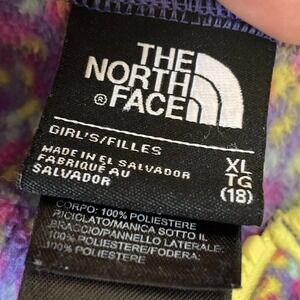 THE
NORTH
FACE
®
GIRL'S/FILLES
MADE IN EL SALVADOR
FABRIQUÉ AU
SALVADOR
XL
TG
(18)
CORPO: 100% POLIESTERE
RICICLATO/MANICA SOTTO IL
BRACCIO/PANNELLO LATERALE:
100% POLIESTERE/FODERA:
100% POLIESTERE